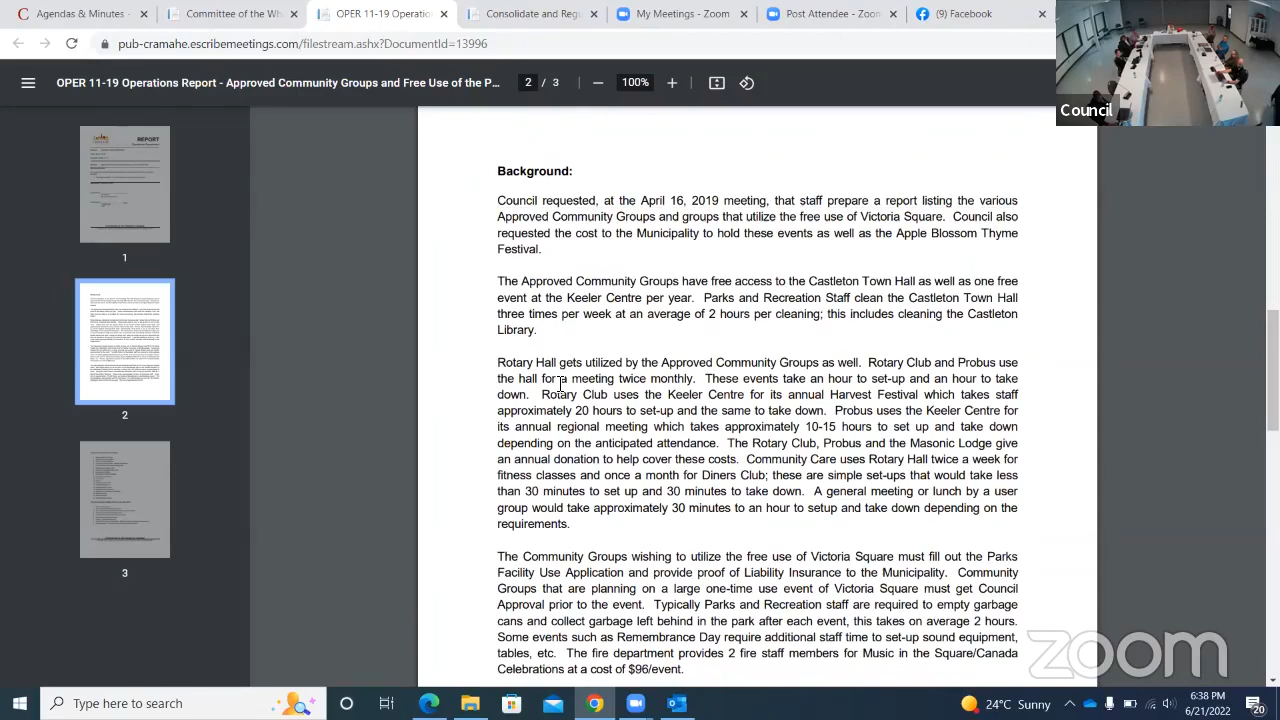 Agendas & Minutes -
Committee of the Wh
OPER 11-19 Operatio
Consolidate and Regu
My Meetings - Zoom
Post Attendee - Zoom
(9) Facebook
pub-cramahe.escribemeetings.com/filestream.ashx?DocumentId=13996
OPER 11-19 Operations Report - Approved Community Groups and Free Use of the P...
2 / 3
100%
Council
REPORT
1
2
3
Background:
Council requested, at the April 16, 2019 meeting, that staff prepare a report listing the various
Approved Community Groups and groups that utilize the free use of Victoria Square. Council also
requested the cost to the Municipality to hold these events as well as the Apple Blossom Thyme
Festival.
The Approved Community Groups have free access to the Castleton Town Hall as well as one free
event at the Keeler Centre per year. Parks and Recreation Staff clean the Castleton Town Hall
three times per week at an average of 2 hours per cleaning; this includes cleaning the Castleton
Library.
Rotary Hall gets utilized by the Approved Community Groups as well. Rotary Club and Probus use
the hall for a meeting twice monthly. These events take an hour to set-up and an hour to take
down. Rotary Club uses the Keeler Centre for its annual Harvest Festival which takes staff
approximately 20 hours to set-up and the same to take down. Probus uses the Keeler Centre for
its annual regional meeting which takes approximately 10-15 hours to set up and take down
depending on the anticipated attendance. The Rotary Club, Probus and the Masonic Lodge give
an annual donation to help cover these costs. Community Care uses Rotary Hall twice a week for
fitness classes and once a month for Diners Club; these are simple set-ups that would take less
than 30 minutes to set up and 30 minutes to take down. A general meeting or lunch by a user
group would take approximately 30 minutes to an hour to setup and take down depending on the
requirements.
The Community Groups wishing to utilize the free use of Victoria Square must fill out the Parks
Facility Use Application and provide proof of Liability Insurance to the Municipality. Community
Groups that are planning on a large one-time use event of Victoria Square must get Council
Approval prior to the event. Typically Parks and Recreation staff are required to empty garbage
cans and collect garbage left behind in the park after each event, this takes on average 2 hours.
Some events such as Remembrance Day require additional staff time to set-up sound equipment,
tables, etc. The fire department provides 2 fire staff members for Music in the Square/Canada
Celebrations at a cost of $96/event.
zoom
Type here to search
24°C Sunny
6:38 PM
6/21/2022
20